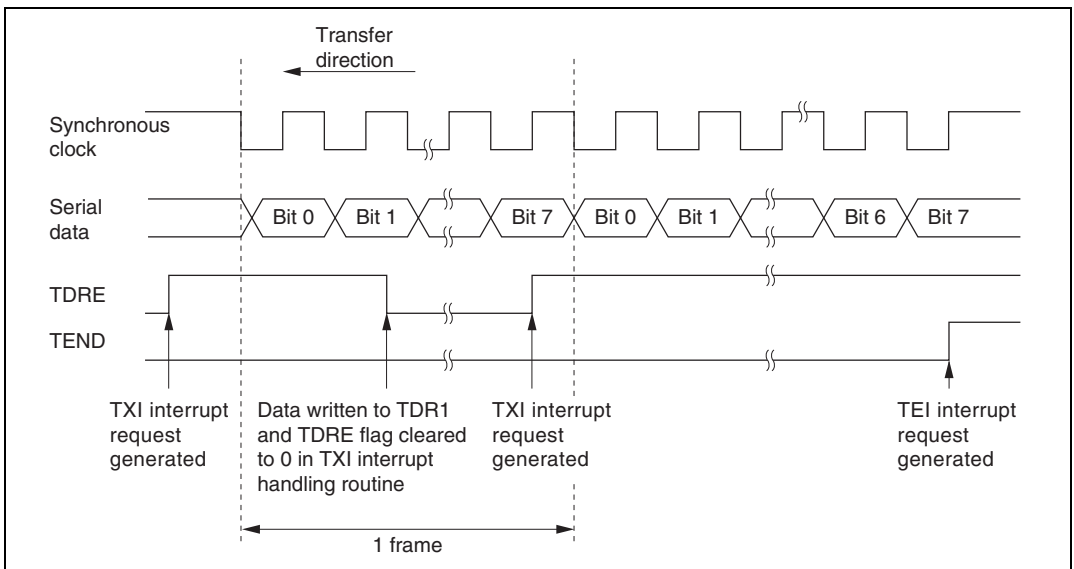 Transfer
direction
Synchronous
clock
Serial
data
Bit 0
Bit 1
Bit 7
Bit 0
Bit 1
Bit 6
Bit 7
TDRE
TEND
TXI interrupt
request
generated
Data written to TDR1
and TDRE flag cleared
to 0 in TXI interrupt
handling routine
TXI interrupt
request
generated
TEI interrupt
request
generated
1 frame